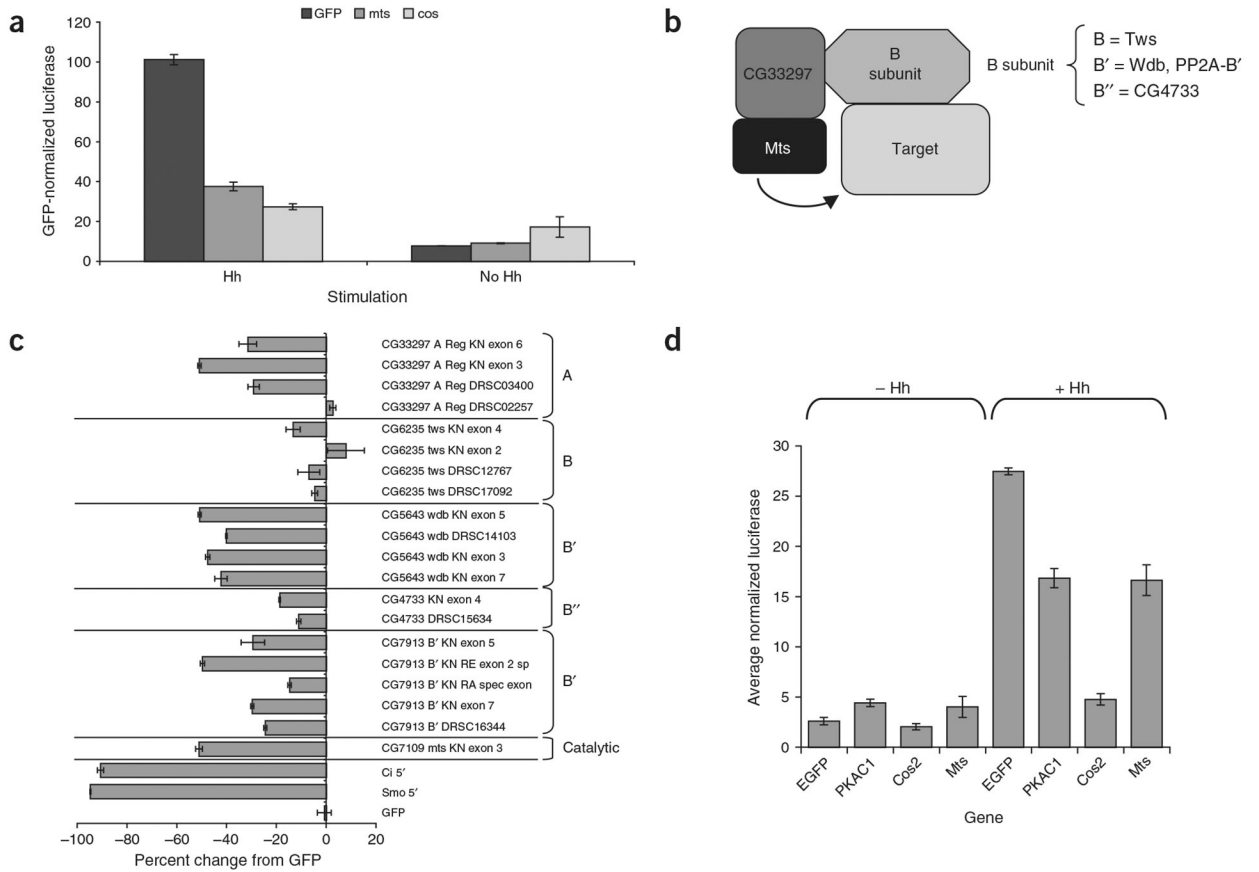 a
GFP mts cos
120
100
80
60
40
20
0
GFP-normalized luciferase
Hh No Hh
Stimulation
b
CG33297
B
subunit
Mts
Target
B subunit
B = Tws
B′ = Wdb, PP2A-B′
B′′ = CG4733
c
CG33297 A Reg KN exon 6
CG33297 A Reg KN exon 3
CG33297 A Reg DRSC03400
CG33297 A Reg DRSC02257
A
CG6235 tws KN exon 4
CG6235 tws KN exon 2
CG6235 tws DRSC12767
CG6235 tws DRSC17092
B
CG5643 wdb KN exon 5
CG5643 wdb DRSC14103
CG5643 wdb KN exon 3
CG5643 wdb KN exon 7
B′
CG4733 KN exon 4
CG4733 DRSC15634
B′′
CG7913 B′ KN exon 5
CG7913 B′ KN RE exon 2 sp
CG7913 B′ KN RA spec exon
CG7913 B′ KN exon 7
CG7913 B′ DRSC16344
B′
CG7109 mts KN exon 3
Catalytic
Ci 5′
Smo 5′
GFP
−100 −80 −60 −40 −20 0 20
Percent change from GFP
d
− Hh + Hh
30
25
20
15
10
5
0
Average normalized luciferase
EGFP PKAC1 Cos2 Mts EGFP PKAC1 Cos2 Mts
Gene